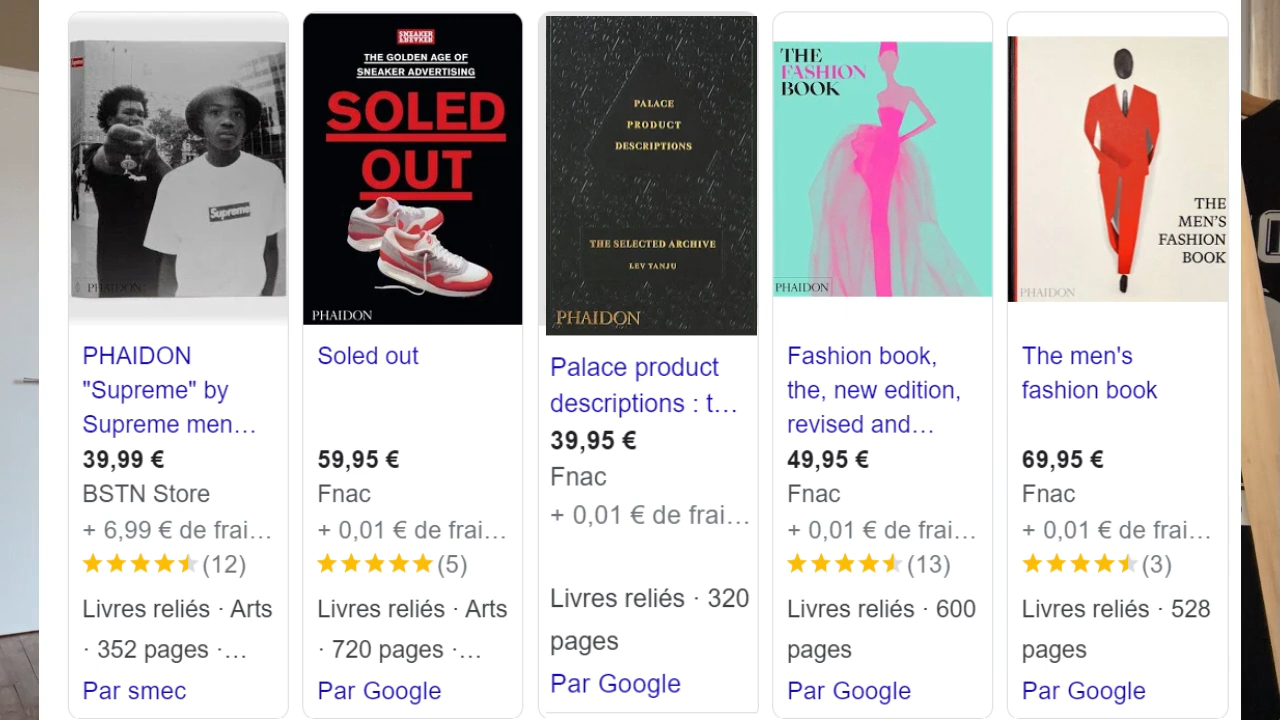 Supreme
Supreme
PHAIDON
PHAIDON
"Supreme" by
Supreme men...
39,99 €
BSTN Store
+ 6,99 € de frai...
(12)
Livres reliés · Arts
· 352 pages ·...
Par smec
SNEAKER
FREAKER
THE GOLDEN AGE OF
SNEAKER ADVERTISING
SOLED
OUT
PHAIDON
Soled out
59,95 €
Fnac
+ 0,01 € de frai...
(5)
Livres reliés · Arts
· 720 pages ·...
Par Google
PALACE
PRODUCT
DESCRIPTIONS
THE SELECTED ARCHIVE
LEV TANJU
PHAIDON
Palace product
descriptions : t...
39,95 €
Fnac
+ 0,01 € de frai...
Livres reliés · 320
pages
Par Google
THE
FASHION
BOOK
PHAIDON
Fashion book,
the, new edition,
revised and...
49,95 €
Fnac
+ 0,01 € de frai...
(13)
Livres reliés · 600
pages
Par Google
THE
MEN'S
FASHION
BOOK
PHAIDON
The men's
fashion book
69,95 €
Fnac
+ 0,01 € de frai...
(3)
Livres reliés · 528
pages
Par Google